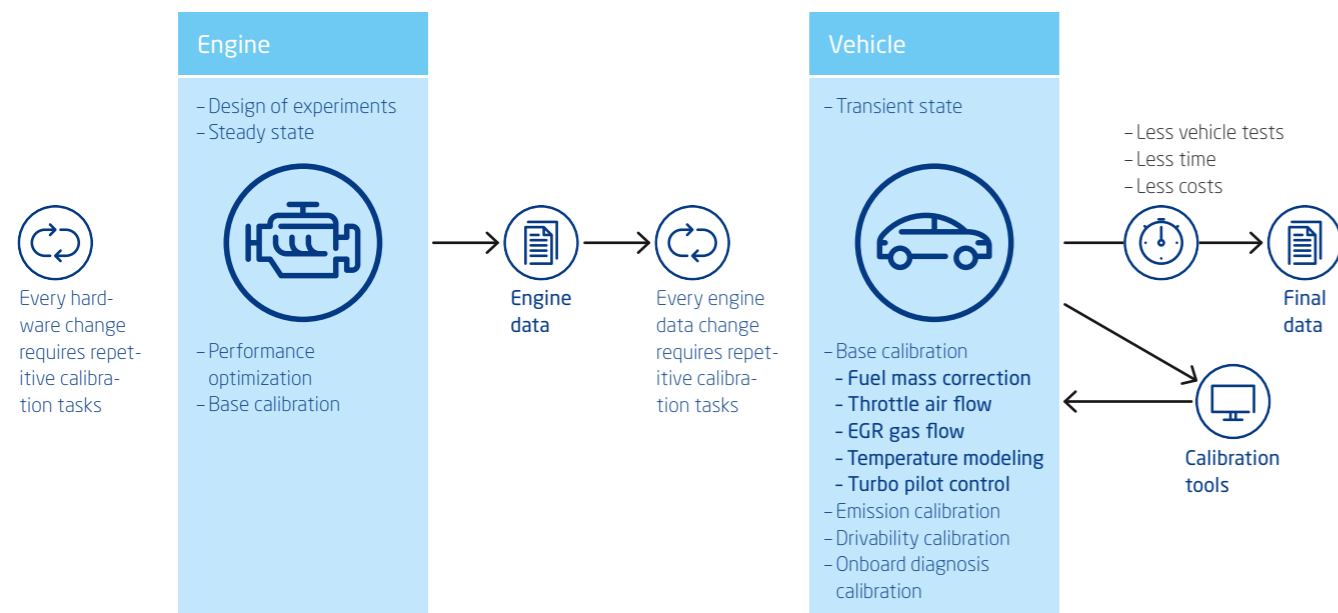 Engine
– Design of experiments
– Steady state
– Performance
optimization
– Base calibration
Every hard-
ware change
requires repet-
itive calibra-
tion tasks
Engine
data
Every engine
data change
requires repet-
itive calibra-
tion tasks
Vehicle
– Transient state
– Base calibration
– Fuel mass correction
– Throttle air flow
– EGR gas flow
– Temperature modeling
– Turbo pilot control
– Emission calibration
– Drivability calibration
– Onboard diagnosis
calibration
– Less vehicle tests
– Less time
– Less costs
Final
data
Calibration
tools